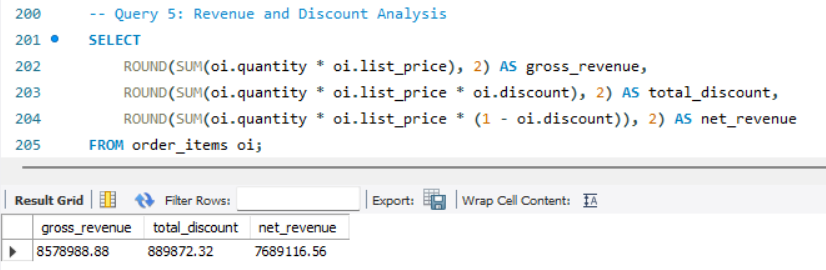 200 -- Query 5: Revenue and Discount Analysis
201 SELECT
202 ROUND(SUM(oi.quantity * oi.list_price), 2) AS gross_revenue,
203 ROUND(SUM(oi.quantity * oi.list_price * oi.discount), 2) AS total_discount,
204 ROUND(SUM(oi.quantity * oi.list_price * (1 - oi.discount)), 2) AS net_revenue
205 FROM order_items oi;
Result Grid Filter Rows: Export: Wrap Cell Content: IA
gross_revenue total_discount net_revenue
8578988.88 889872.32 7689116.56